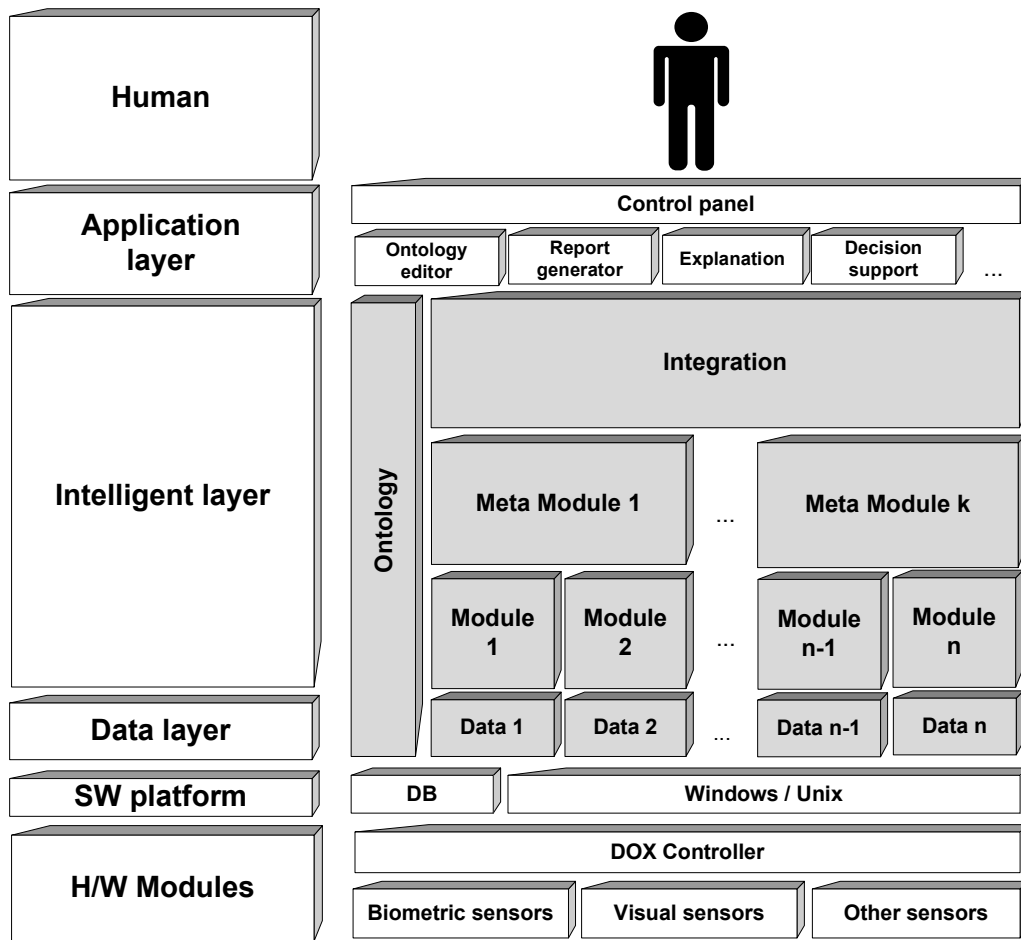 Human
Application
layer
Control panel
Ontology
editor
Report
generator
Explanation
Decision
support
...
Intelligent layer
Ontology
Integration
Meta Module 1
...
Meta Module k
Module
1
Module
2
...
Module
n-1
Module
n
Data layer
Data 1
Data 2
...
Data n-1
Data n
SW platform
DB
Windows / Unix
H/W Modules
DOX Controller
Biometric sensors
Visual sensors
Other sensors